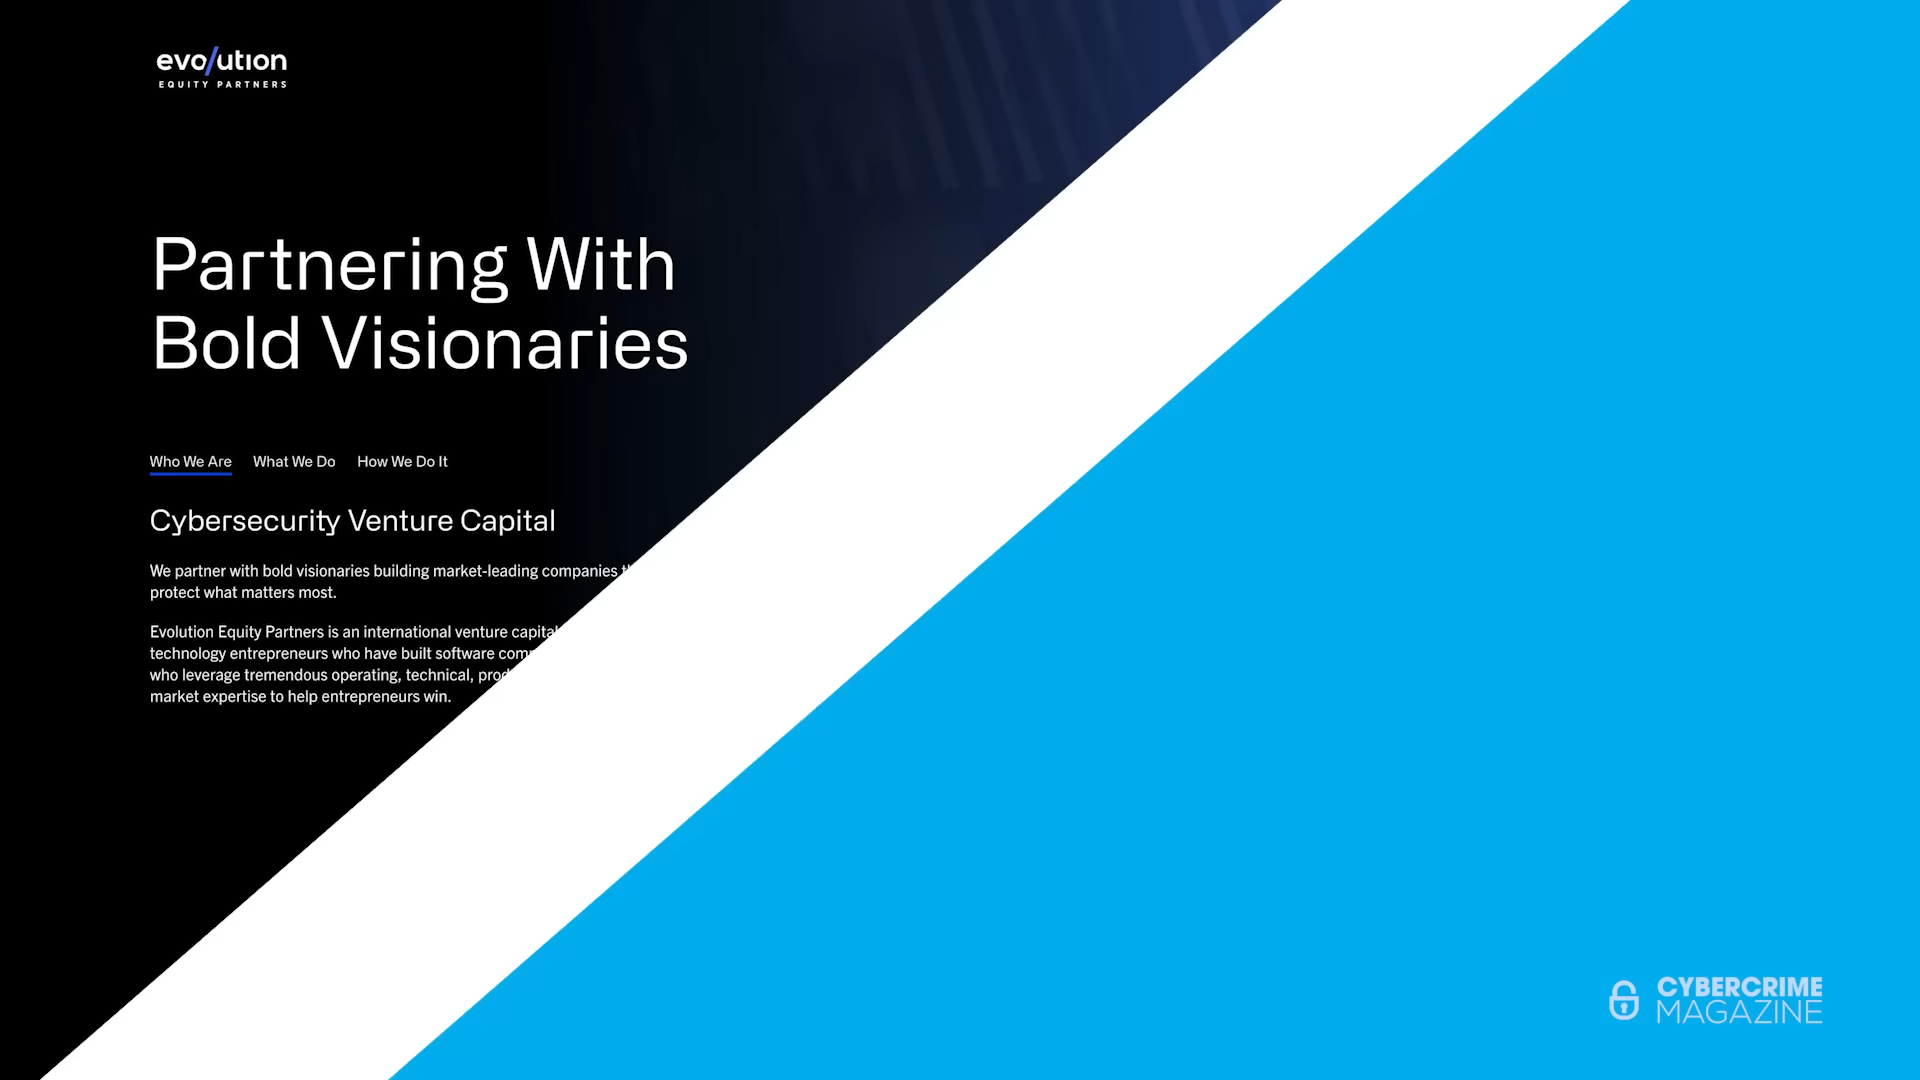 evolution
EQUITY PARTNERS
Partnering With
Bold Visionaries
Who We Are What We Do How We Do It
Cybersecurity Venture Capital
We partner with bold visionaries building market-leading companies
protect what matters most.
Evolution Equity Partners is an international venture capital
technology entrepreneurs who have built software
who leverage tremendous operating, technical,
market expertise to help entrepreneurs win.
CYBERCRIME
MAGAZINE